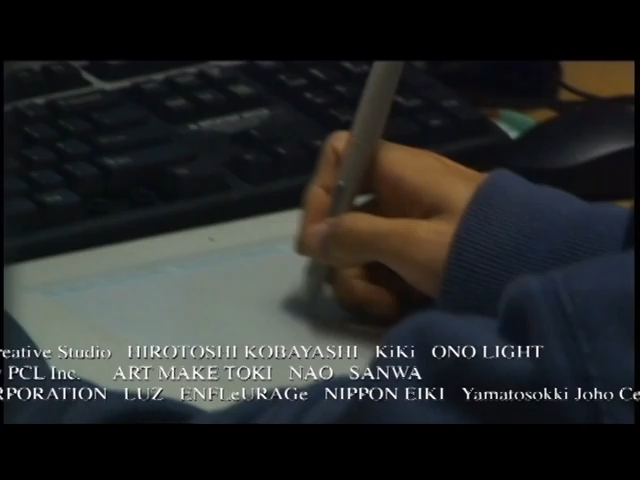 reative Studio HIROTOSHI KOBAYASHI KiKi ONO LIGHT
PCL Inc. ART MAKE TOKI NAO SANWA
RPORATION LUZ ENFLeURAGe NIPPON EIKI Yamatosokki Joho Ce